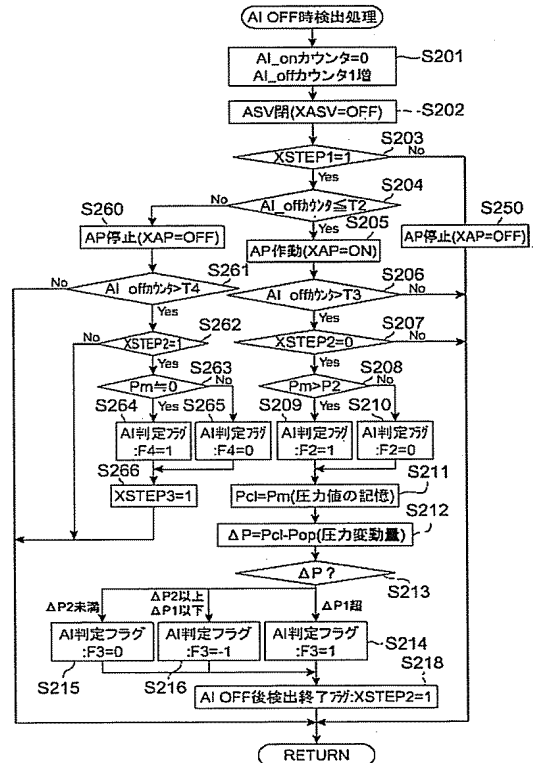 AI OFF時検出処理
AI_onカウンタ=0
AI_offカウンタ1増
S201
ASV閉(XASV=OFF)
S202
S203
XSTEP1=1
No
Yes
S204
AI_offカウンタ≦T2
No
Yes
S260
AP停止(XAP=OFF)
S205
AP作動(XAP=ON)
S250
AP停止(XAP=OFF)
S261
AI_offカウンタ>T4
No
Yes
S206
AI_offカウンタ>T3
No
Yes
S262
XSTEP2=1
No
Yes
S207
XSTEP2=0
No
Yes
S263
Pm≒0
No
Yes
S208
Pm>P2
No
Yes
S264
AI判定フラグ
:F4=1
S265
AI判定フラグ
:F4=0
S209
AI判定フラグ
:F2=1
S210
AI判定フラグ
:F2=0
S266
XSTEP3=1
S211
Pcl=Pm(圧力値の記憶)
S212
ΔP=Pcl-Pop(圧力変動量)
ΔP?
S213
ΔP2未満
ΔP2以上
ΔP1以下
ΔP1超
AI判定フラグ
:F3=0
S215
AI判定フラグ
:F3=-1
S216
AI判定フラグ
:F3=1
S214
S218
AI OFF後検出終了フラグ:XSTEP2=1
RETURN